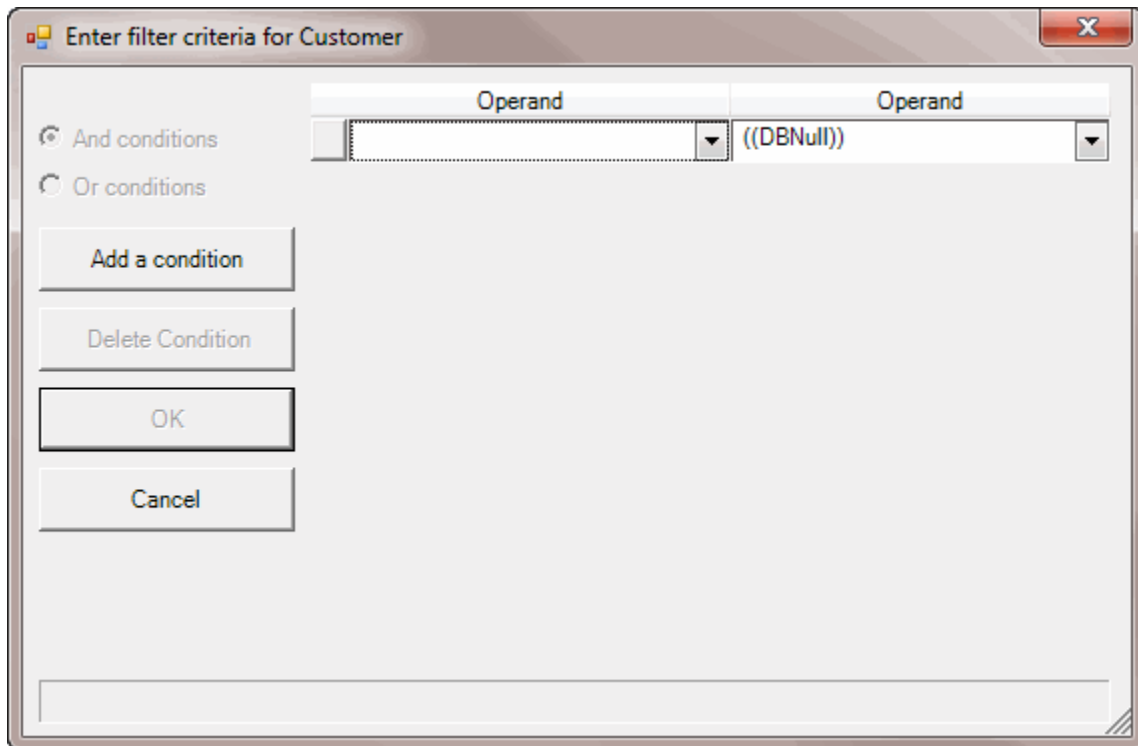 Enter filter criteria for Customer
Operand Operand
And conditions
((DBNull))
Or conditions
Add a condition
Delete Condition
OK
Cancel